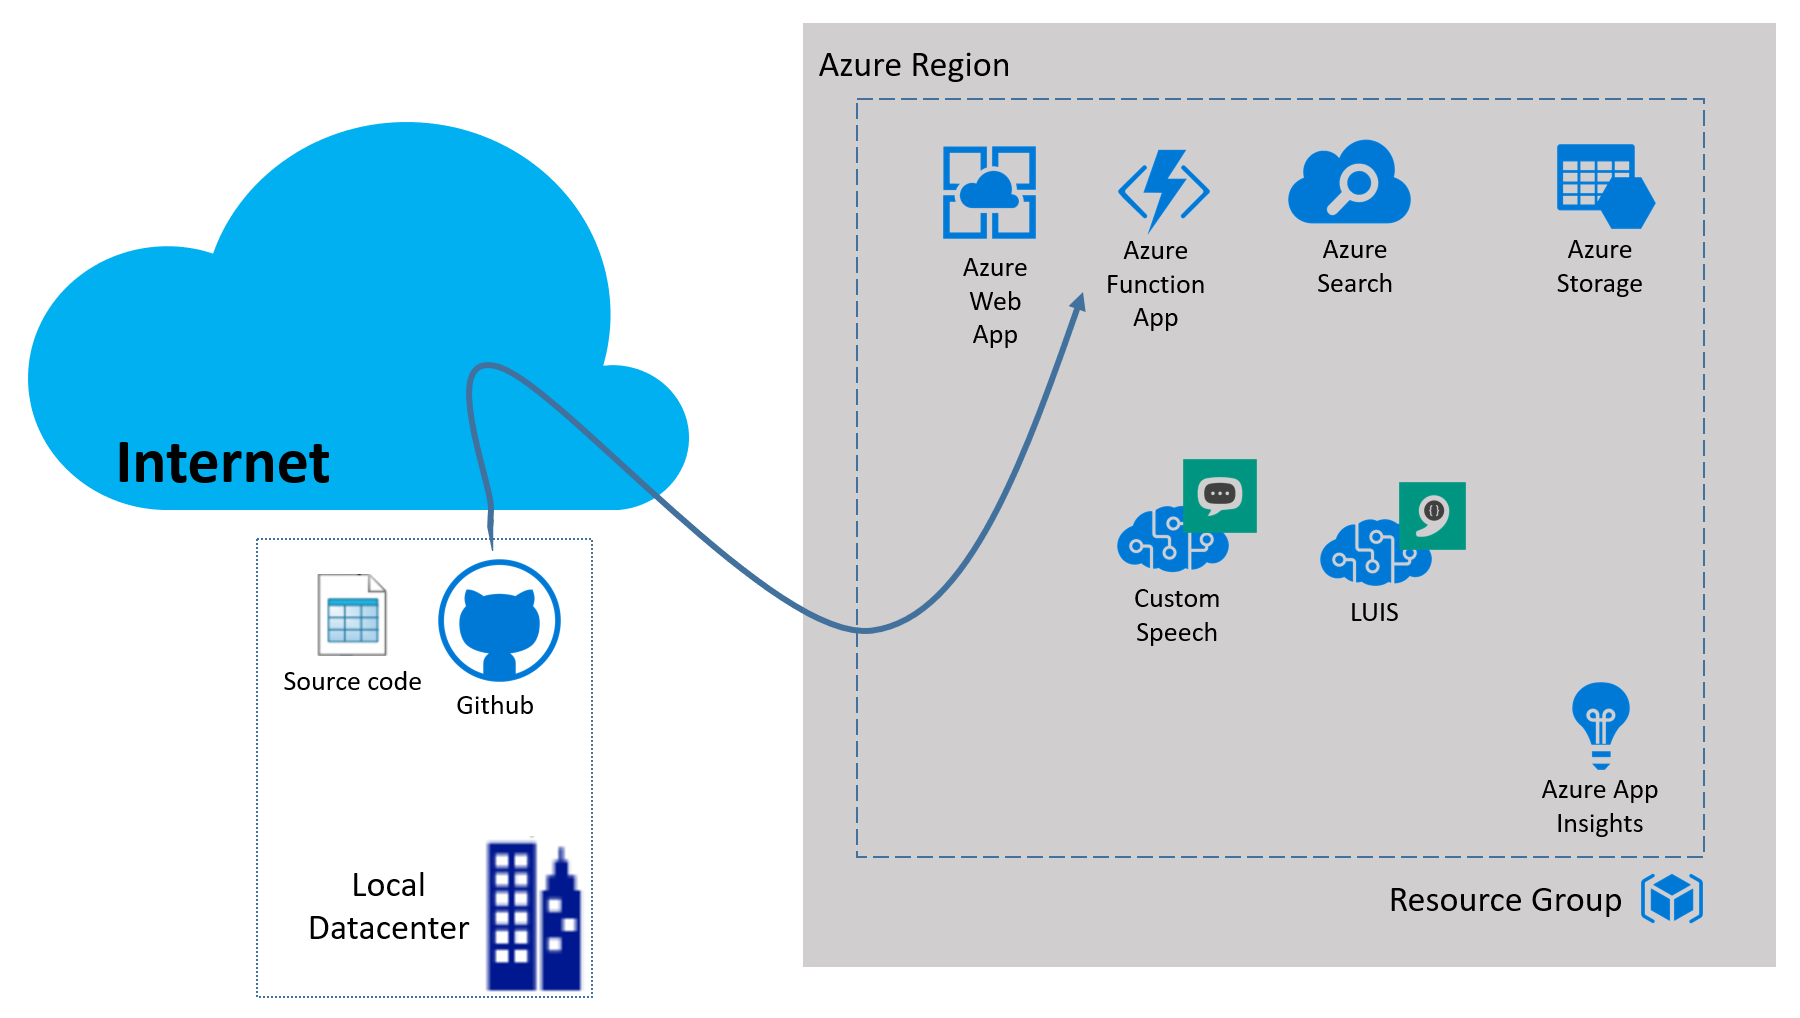 Azure Region
Azure
Web
App
Azure
Function
App
Azure
Search
Azure
Storage
Internet
Custom
Speech
LUIS
Source code
Github
Azure App
Insights
Local
Datacenter
Resource Group